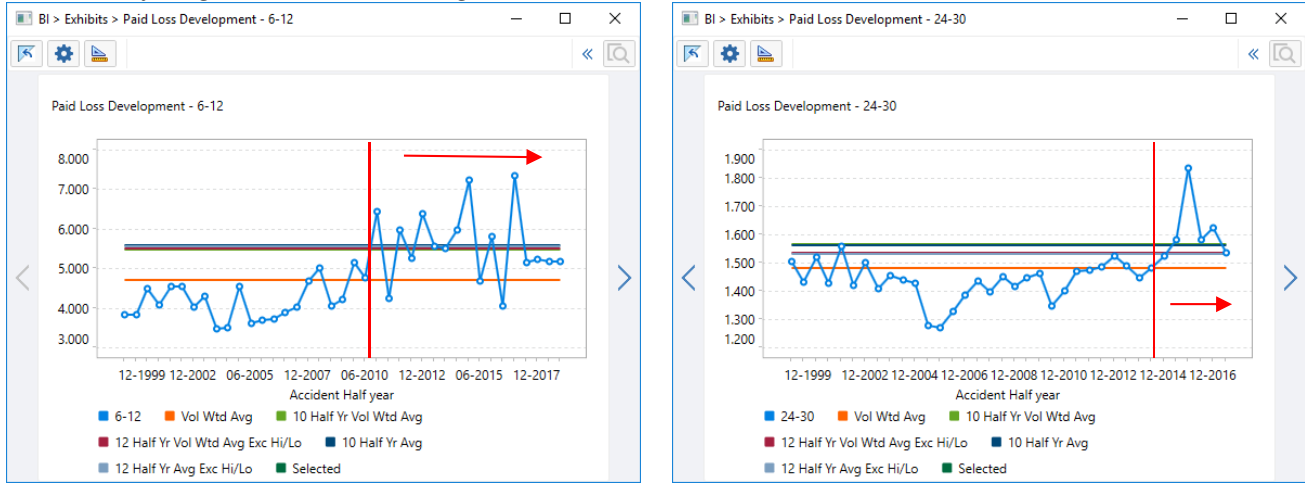 BI > Exhibits > Paid Loss Development - 6-12
Paid Loss Development - 6-12
8.000
7.000
6.000
5.000
4.000
3.000
12-1999 12-2002 06-2005 12-2007 06-2010 12-2012 06-2015 12-2017
Accident Half year
6-12 Vol Wtd Avg 10 Half Yr Vol Wtd Avg
12 Half Yr Vol Wtd Avg Exc Hi/Lo 10 Half Yr Avg
12 Half Yr Avg Exc Hi/Lo Selected
BI > Exhibits > Paid Loss Development - 24-30
Paid Loss Development - 24-30
1.900
1.800
1.700
1.600
1.500
1.400
1.300
1.200
12-1999 12-2002 12-2004 12-2006 12-2008 12-2010 12-2012 12-2014 12-2016
Accident Half year
24-30 Vol Wtd Avg 10 Half Yr Vol Wtd Avg
12 Half Yr Vol Wtd Avg Exc Hi/Lo 10 Half Yr Avg
12 Half Yr Avg Exc Hi/Lo Selected